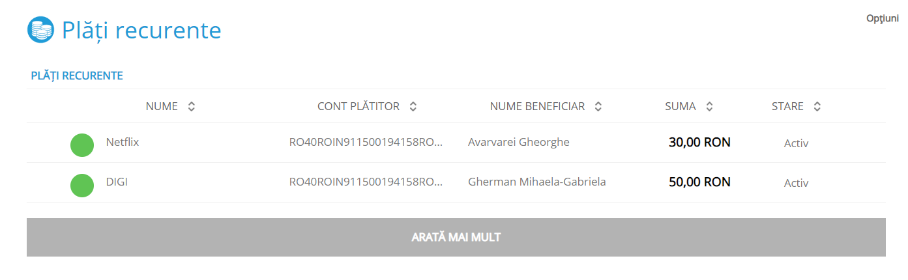 Opțiuni
Plăți recurente
PLĂȚI RECURENTE
NUME CONT PLĂTITOR NUME BENEFICIAR SUMA STARE
Netflix RO40ROIN911500194158RO... Avarvarei Gheorghe 30,00 RON Activ
DIGI RO40ROIN911500194158RO... Gherman Mihaela-Gabriela 50,00 RON Activ
ARATĂ MAI MULT